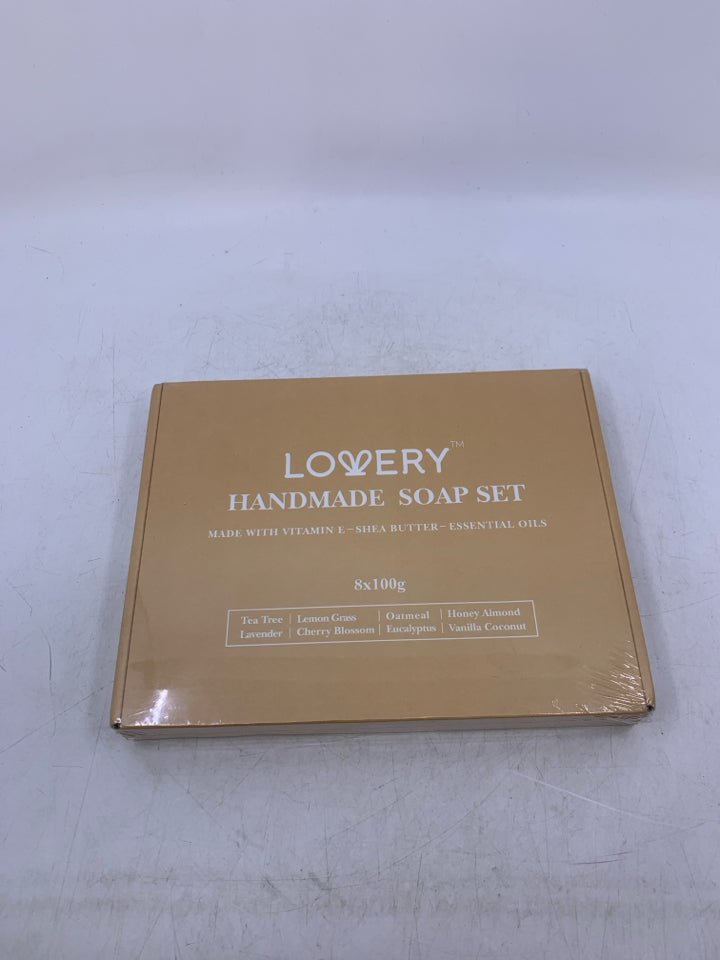 LOVERY™
HANDMADE SOAP SET
MADE WITH VITAMIN E-SHEA BUTTER-ESSENTIAL OILS
8x100g
Tea Tree | Lemon Grass | Oatmeal | Honey Almond
Lavender | Cherry Blossom | Eucalyptus | Vanilla Coconut